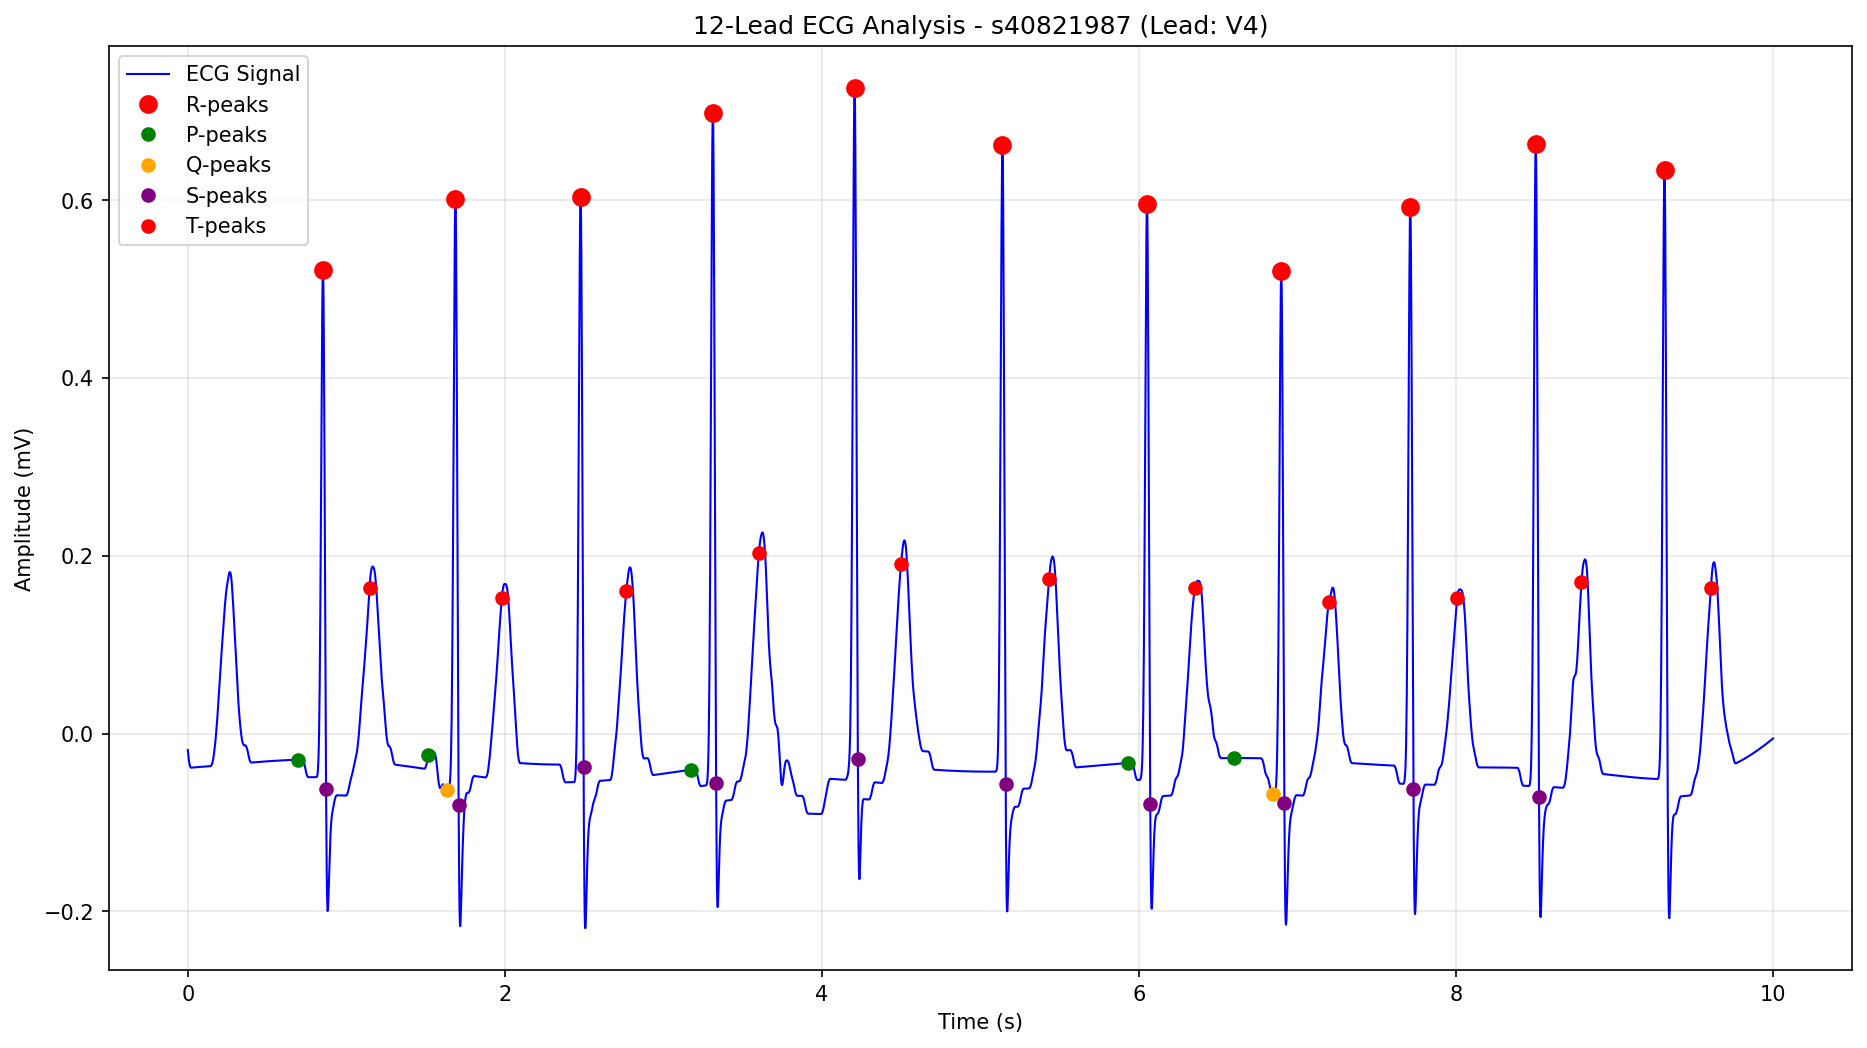 12-Lead ECG Analysis - s40821987 (Lead: V4)
ECG Signal
R-peaks
P-peaks
Q-peaks
S-peaks
T-peaks
Amplitude (mV)
0.6
0.4
0.2
0.0
−0.2
0 2 4 6 8 10
Time (s)